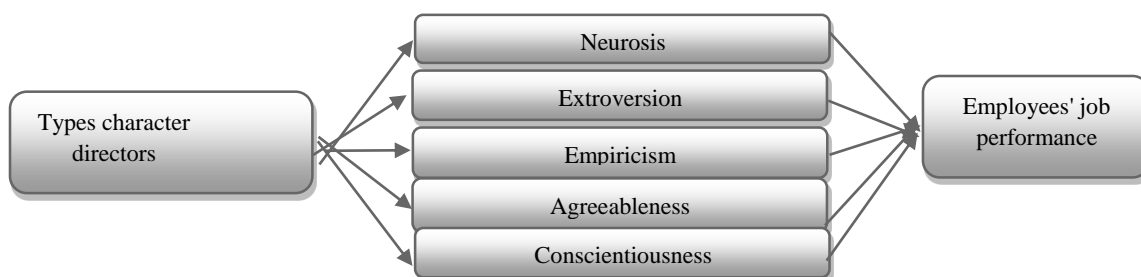 Neurosis
Extroversion
Types character
directors
Employees' job
performance
Empiricism
Agreeableness
Conscientiousness